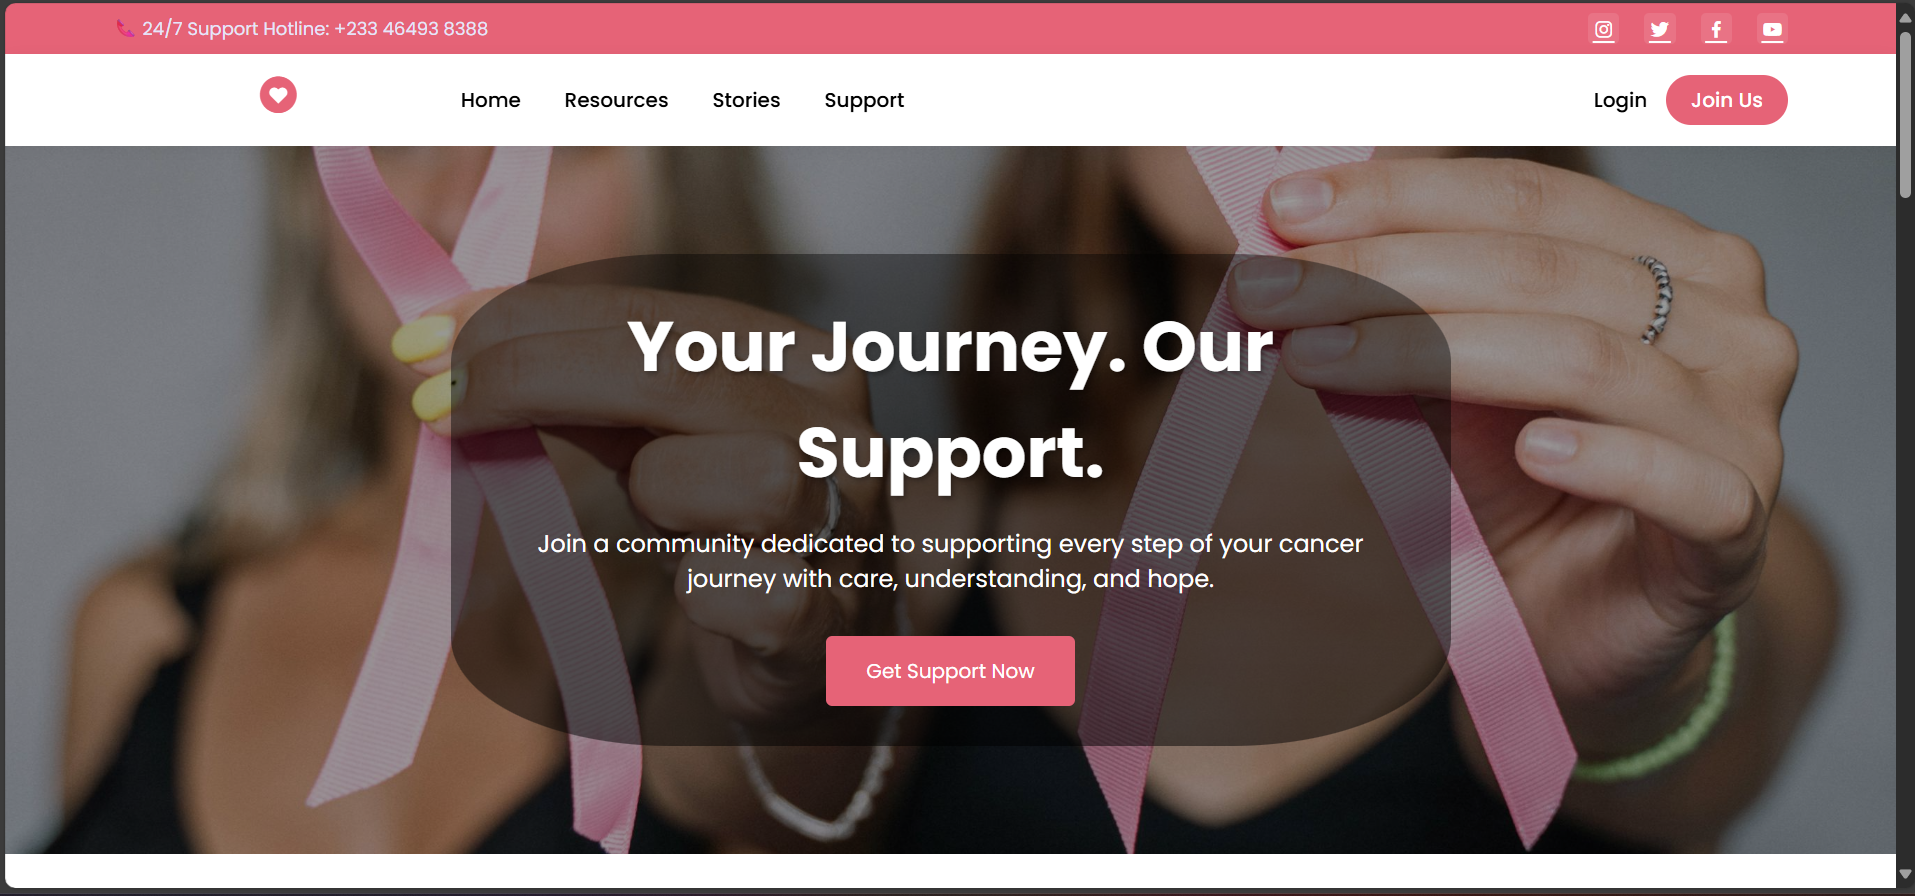 24/7 Support Hotline: +233 46493 8388
Home Resources Stories Support Login Join Us
Your Journey. Our
Support.
Join a community dedicated to supporting every step of your cancer
journey with care, understanding, and hope.
Get Support Now